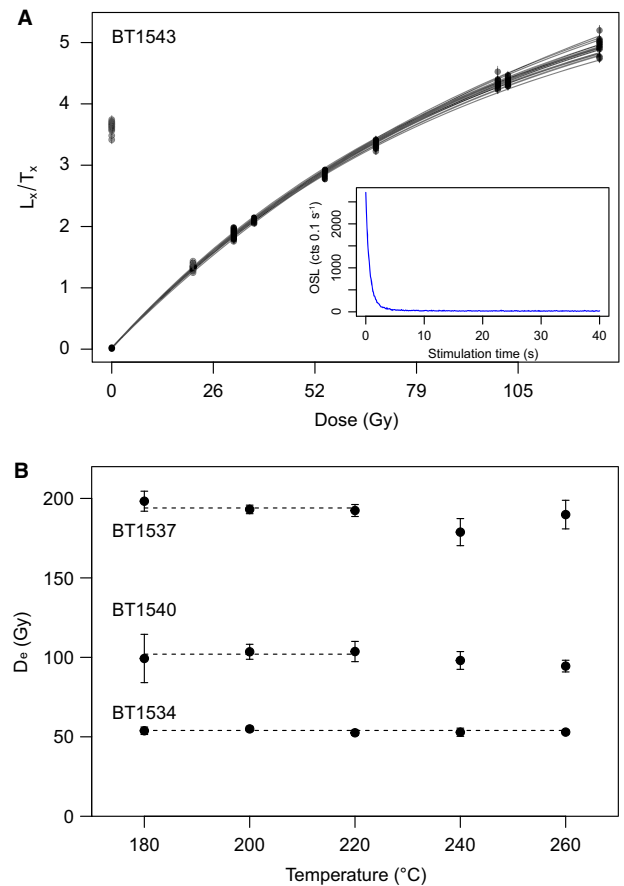 A
BT1543
5
4
3
2
1
0
Lx/Tx
0 26 52 79 105
Dose (Gy)
OSL (cts 0.1 s⁻¹)
2000
1000
0
0 10 20 30 40
Stimulation time (s)
B
200
150
100
50
0
De (Gy)
BT1537
BT1540
BT1534
180 200 220 240 260
Temperature (°C)